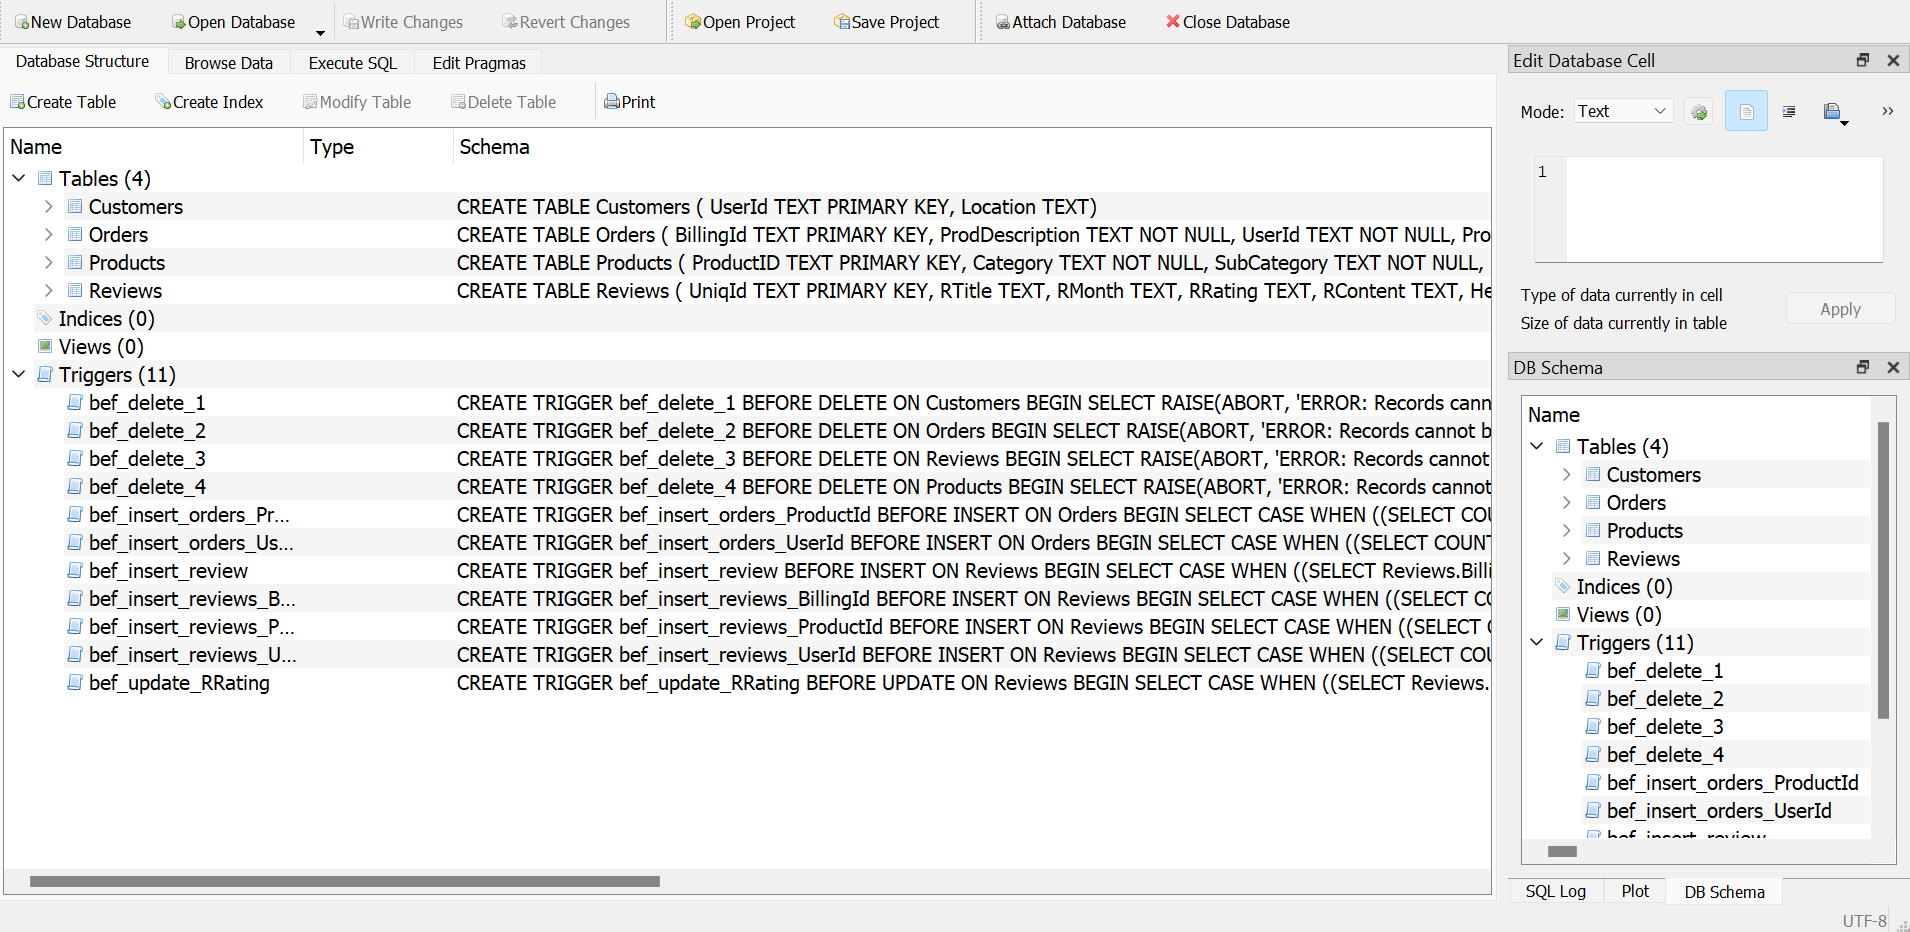 New Database Open Database Write Changes Revert Changes Open Project Save Project Attach Database Close Database
Database Structure Browse Data Execute SQL Edit Pragmas
Create Table Create Index Modify Table Delete Table Print
Name Type Schema
Tables (4)
Customers CREATE TABLE Customers ( UserId TEXT PRIMARY KEY, Location TEXT)
Orders CREATE TABLE Orders ( BillingId TEXT PRIMARY KEY, ProdDescription TEXT NOT NULL, UserId TEXT NOT NULL, Pro
Products CREATE TABLE Products ( ProductID TEXT PRIMARY KEY, Category TEXT NOT NULL, SubCategory TEXT NOT NULL,
Reviews CREATE TABLE Reviews ( UniqId TEXT PRIMARY KEY, RTitle TEXT, RMonth TEXT, RRating TEXT, RContent TEXT, He
Indices (0)
Views (0)
Triggers (11)
bef_delete_1 CREATE TRIGGER bef_delete_1 BEFORE DELETE ON Customers BEGIN SELECT RAISE(ABORT, 'ERROR: Records cann
bef_delete_2 CREATE TRIGGER bef_delete_2 BEFORE DELETE ON Orders BEGIN SELECT RAISE(ABORT, 'ERROR: Records cannot b
bef_delete_3 CREATE TRIGGER bef_delete_3 BEFORE DELETE ON Reviews BEGIN SELECT RAISE(ABORT, 'ERROR: Records cannot
bef_delete_4 CREATE TRIGGER bef_delete_4 BEFORE DELETE ON Products BEGIN SELECT RAISE(ABORT, 'ERROR: Records cannot
bef_insert_orders_Pr... CREATE TRIGGER bef_insert_orders_ProductId BEFORE INSERT ON Orders BEGIN SELECT CASE WHEN ((SELECT COU
bef_insert_orders_Us... CREATE TRIGGER bef_insert_orders_UserId BEFORE INSERT ON Orders BEGIN SELECT CASE WHEN ((SELECT COUNT
bef_insert_review CREATE TRIGGER bef_insert_review BEFORE INSERT ON Reviews BEGIN SELECT CASE WHEN ((SELECT Reviews.Billi
bef_insert_reviews_B... CREATE TRIGGER bef_insert_reviews_BillingId BEFORE INSERT ON Reviews BEGIN SELECT CASE WHEN ((SELECT CO
bef_insert_reviews_P... CREATE TRIGGER bef_insert_reviews_ProductId BEFORE INSERT ON Reviews BEGIN SELECT CASE WHEN ((SELECT C
bef_insert_reviews_U... CREATE TRIGGER bef_insert_reviews_UserId BEFORE INSERT ON Reviews BEGIN SELECT CASE WHEN ((SELECT COU
bef_update_RRating CREATE TRIGGER bef_update_RRating BEFORE UPDATE ON Reviews BEGIN SELECT CASE WHEN ((SELECT Reviews.
Edit Database Cell
Mode: Text
1
Type of data currently in cell
Size of data currently in table
Apply
DB Schema
Name
Tables (4)
Customers
Orders
Products
Reviews
Indices (0)
Views (0)
Triggers (11)
bef_delete_1
bef_delete_2
bef_delete_3
bef_delete_4
bef_insert_orders_ProductId
bef_insert_orders_UserId
bef_insert_review
SQL Log Plot DB Schema
UTF-8